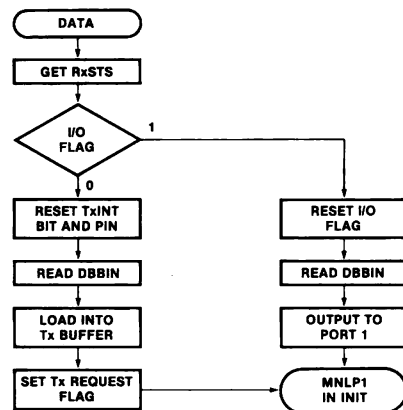 DATA
GET RxSTS
I/O
FLAG
1
0
RESET TxINT
BIT AND PIN
RESET I/O
FLAG
READ DBBIN
READ DBBIN
LOAD INTO
Tx BUFFER
OUTPUT TO
PORT 1
SET Tx REQUEST
FLAG
MNLP1
IN INIT